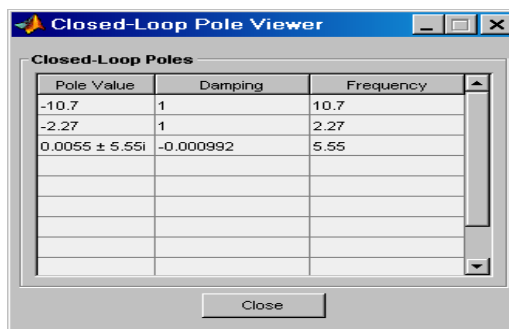 Closed-Loop Pole Viewer
Closed-Loop Poles
Pole Value Damping Frequency
-10.7 1 10.7
-2.27 1 2.27
0.0055 ± 5.55i -0.000992 5.55
Close